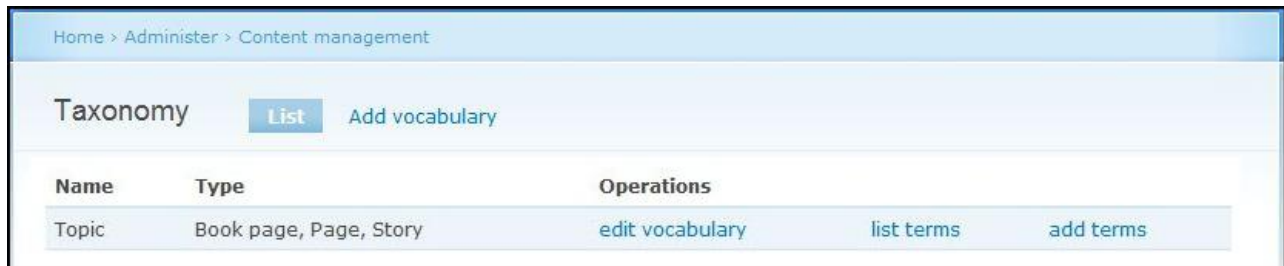 Home › Administer › Content management
Taxonomy List Add vocabulary
Name Type Operations
Topic Book page, Page, Story edit vocabulary list terms add terms